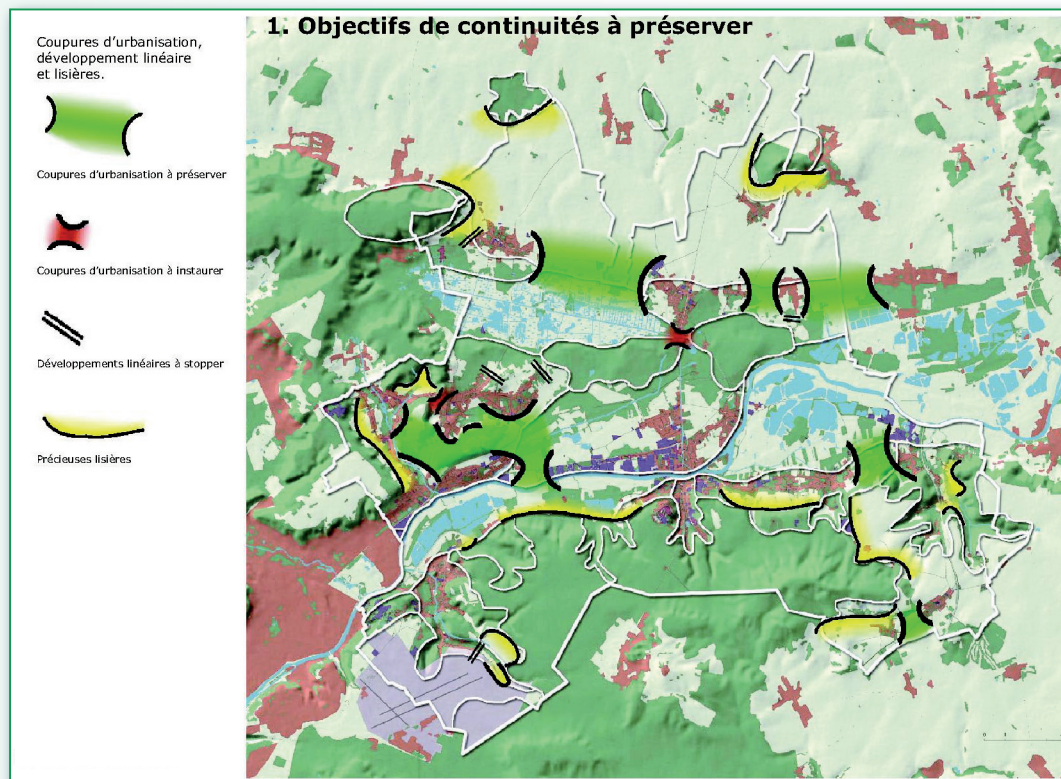 1. Objectifs de continuités à préserver
Coupures d'urbanisation,
développement linéaire
et lisières.
Coupures d'urbanisation à préserver
Coupures d'urbanisation à instaurer
Développements linéaires à stopper
Précieuses lisières